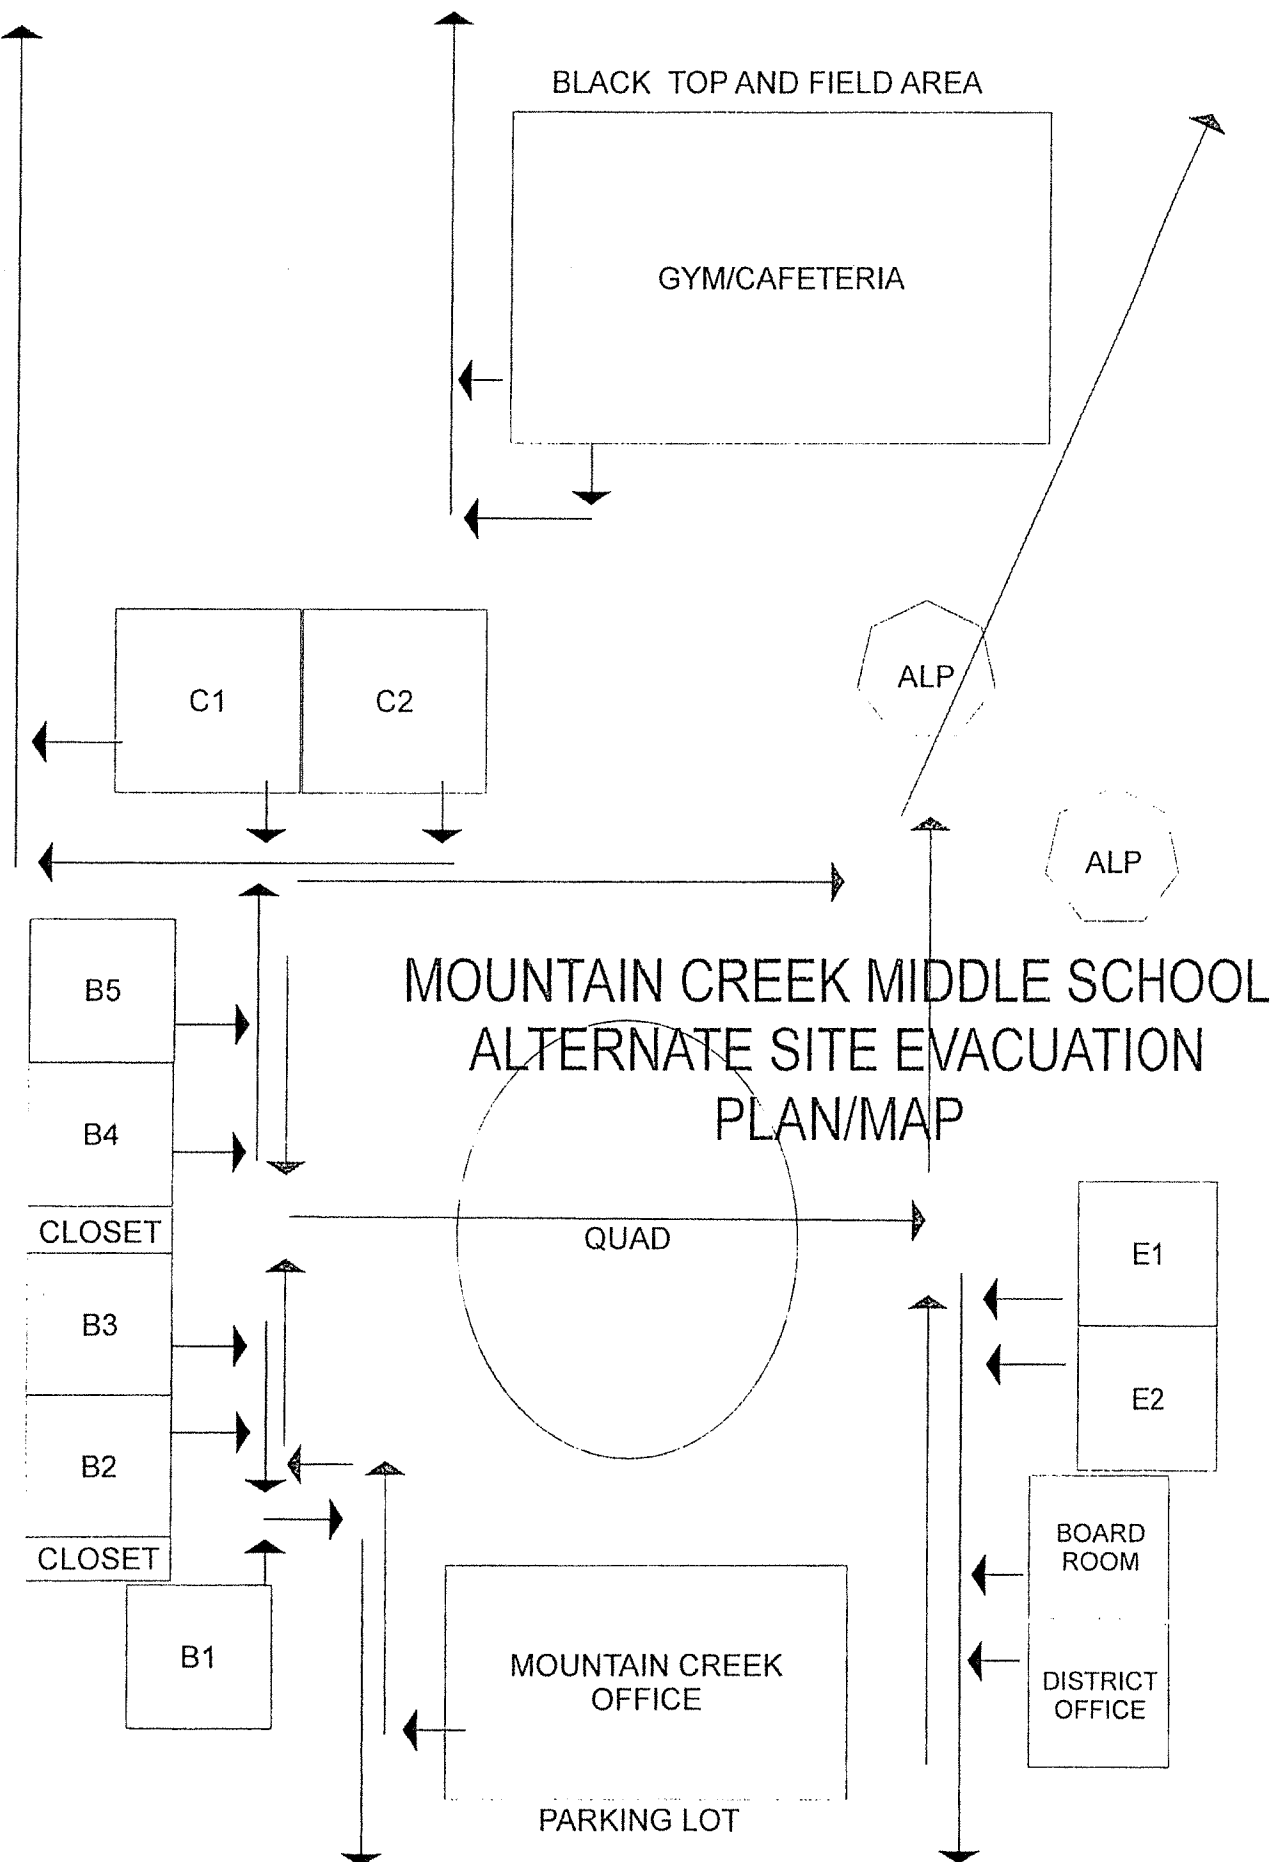 BLACK TOP AND FIELD AREA
GYM/CAFETERIA
C1
C2
ALP
ALP
B5
MOUNTAIN CREEK MIDDLE SCHOOL
ALTERNATE SITE EVACUATION
PLAN/MAP
B4
CLOSET
QUAD
E1
B3
E2
B2
CLOSET
BOARD
ROOM
B1
MOUNTAIN CREEK
OFFICE
DISTRICT
OFFICE
PARKING LOT